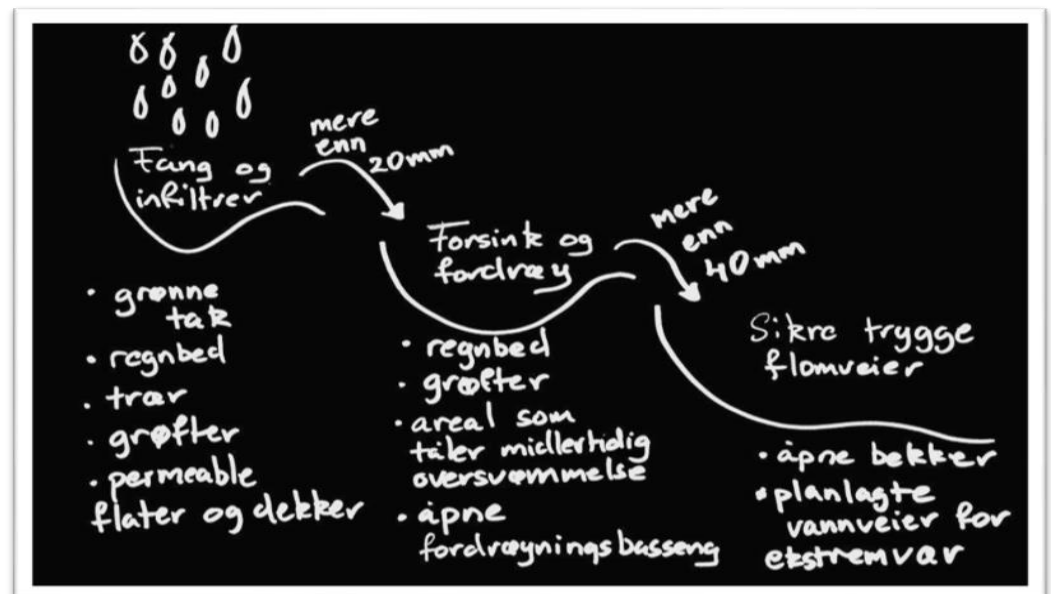 Fang og
infiltrer
mere
enn
20mm
Forsink og
fordrøy
mere
enn
40mm
Sikre trygge
flomveier
• grønne
tak
• regnbed
• trær
• grøfter
• permeable
flater og dekker
• regnbed
• grøfter
• areal som
tåler midlertidig
oversvømmelse
• åpne
fordrøyningsbasseng
• åpne bekker
• planlagte
vannveier for
ekstremvær